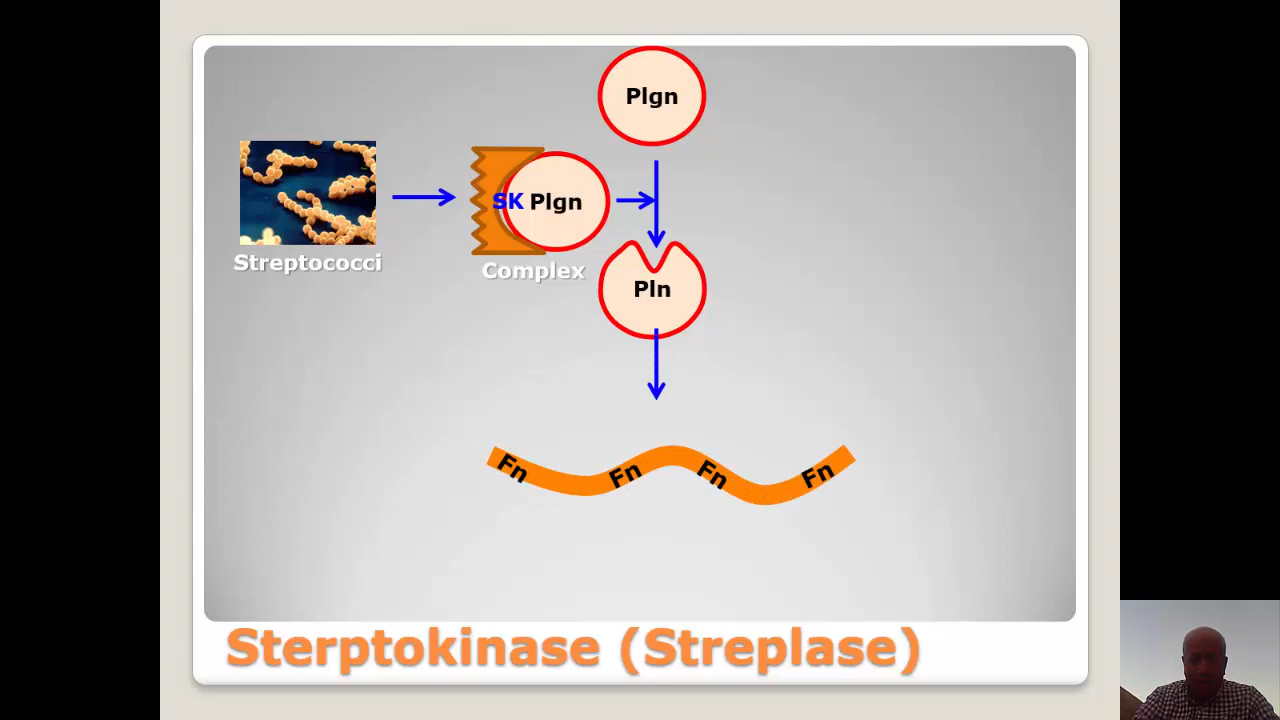 Plgn
SK Plgn
Streptococci
Complex
Pln
Fn Fn Fn Fn
Sterptokinase (Streplase)